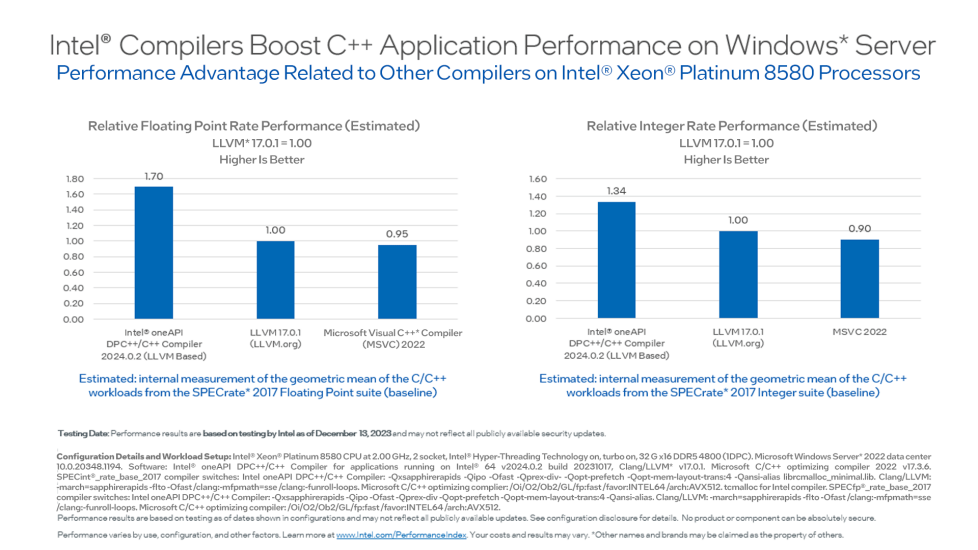 Intel® Compilers Boost C++ Application Performance on Windows* Server
Performance Advantage Related to Other Compilers on Intel® Xeon® Platinum 8580 Processors
Relative Floating Point Rate Performance (Estimated)
LLVM* 17.0.1 = 1.00
Higher Is Better
1.80
1.60
1.40
1.20
1.00
0.80
0.60
0.40
0.20
0.00
1.70
1.00
0.95
Intel® oneAPI
DPC++/C++ Compiler
2024.0.2 (LLVM Based)
LLVM 17.0.1
(LLVM.org)
Microsoft Visual C++* Compiler
(MSVC) 2022
Estimated: internal measurement of the geometric mean of the C/C++
workloads from the SPECrate* 2017 Floating Point suite (baseline)
Relative Integer Rate Performance (Estimated)
LLVM 17.0.1 = 1.00
Higher Is Better
1.60
1.40
1.20
1.00
0.80
0.60
0.40
0.20
0.00
1.34
1.00
0.90
Intel® oneAPI
DPC++/C++ Compiler
2024.0.2 (LLVM Based)
LLVM 17.0.1
(LLVM.org)
MSVC 2022
Estimated: internal measurement of the geometric mean of the C/C++
workloads from the SPECrate* 2017 Integer suite (baseline)
Testing Date: Performance results are based on testing by Intel as of December 13, 2023 and may not reflect all publicly available security updates.
Configuration Details and Workload Setup: Intel® Xeon® Platinum 8580 CPU at 2.00 GHz, 2 socket, Intel® Hyper-Threading Technology on, turbo on, 32 G x16 DDR5 4800 (1DPC). Microsoft Windows Server* 2022 data center
10.0.20348.1194. Software: Intel® oneAPI DPC++/C++ Compiler for applications running on Intel® 64 v2024.0.2 build 20231017, Clang/LLVM* v17.0.1. Microsoft C/C++ optimizing compiler 2022 v17.3.6.
SPECint®_rate_base_2017 compiler switches: Intel oneAPI DPC++/C++ Compiler: -Qxsapphirerapids -Qipo -Ofast -Qprex-div- -Qopt-prefetch -Qopt-mem-layout-trans:4 -Qansi-alias librcmalloc_minimal.lib. Clang/LLVM:
-march=sapphirerapids -flto -Ofast /clang:-mfpmath=sse /clang:-funroll-loops. Microsoft C/C++ optimizing complier: /Oi/O2/Ob2/GL/fp:fast/favor:INTEL64 /arch:AVX512. tcmalloc for Intel compiler. SPECfp®_rate_base_2017
compiler switches: Intel oneAPI DPC++/C++ Compiler: -Qxsapphirerapids -Qipo -Ofast -Qprex-div -Qopt-prefetch -Qopt-mem-layout-trans:4 -Qansi-alias. Clang/LLVM: -march=sapphirerapids -flto -Ofast /clang:-mfpmath=sse
/clang:-funroll-loops. Microsoft C/C++ optimizing compiler: /Oi/O2/Ob2/GL/fp:fast/favor:INTEL64 /arch:AVX512.
Performance results are based on testing as of dates shown in configurations and may not reflect all publicly available updates. See configuration disclosure for details. No product or component can be absolutely secure.
Performance varies by use, configuration, and other factors. Learn more at www.Intel.com/PerformanceIndex. Your costs and results may vary. *Other names and brands may be claimed as the property of others.